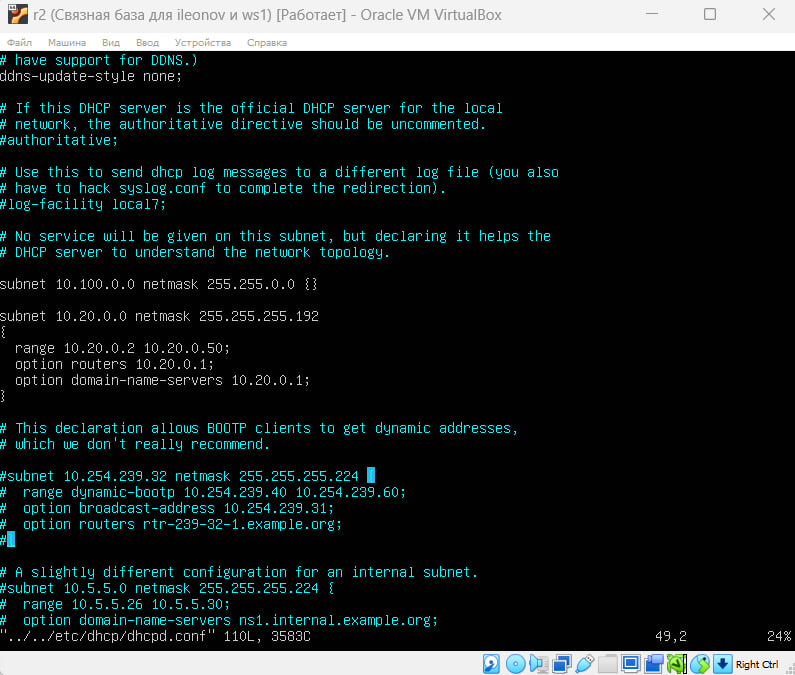 r2 (Связная база для ileonov и ws1) [Работает] - Oracle VM VirtualBox
Файл Машина Вид Ввод Устройства Справка
# have support for DDNS.)
ddns-update-style none;
# If this DHCP server is the official DHCP server for the local
# network, the authoritative directive should be uncommented.
#authoritative;
# Use this to send dhcp log messages to a different log file (you also
# have to hack syslog.conf to complete the redirection).
#log-facility local7;
# No service will be given on this subnet, but declaring it helps the
# DHCP server to understand the network topology.
subnet 10.100.0.0 netmask 255.255.0.0 {}
subnet 10.20.0.0 netmask 255.255.255.192
{
  range 10.20.0.2 10.20.0.50;
  option routers 10.20.0.1;
  option domain-name-servers 10.20.0.1;
}
# This declaration allows BOOTP clients to get dynamic addresses,
# which we don't really recommend.
#subnet 10.254.239.32 netmask 255.255.255.224 {
#  range dynamic-bootp 10.254.239.40 10.254.239.60;
#  option broadcast-address 10.254.239.31;
#  option routers rtr-239-32-1.example.org;
#}
# A slightly different configuration for an internal subnet.
#subnet 10.5.5.0 netmask 255.255.255.224 {
#  range 10.5.5.26 10.5.5.30;
#  option domain-name-servers ns1.internal.example.org;
"../../etc/dhcp/dhcpd.conf" 110L, 3583C 49,2 24%
Right Ctrl